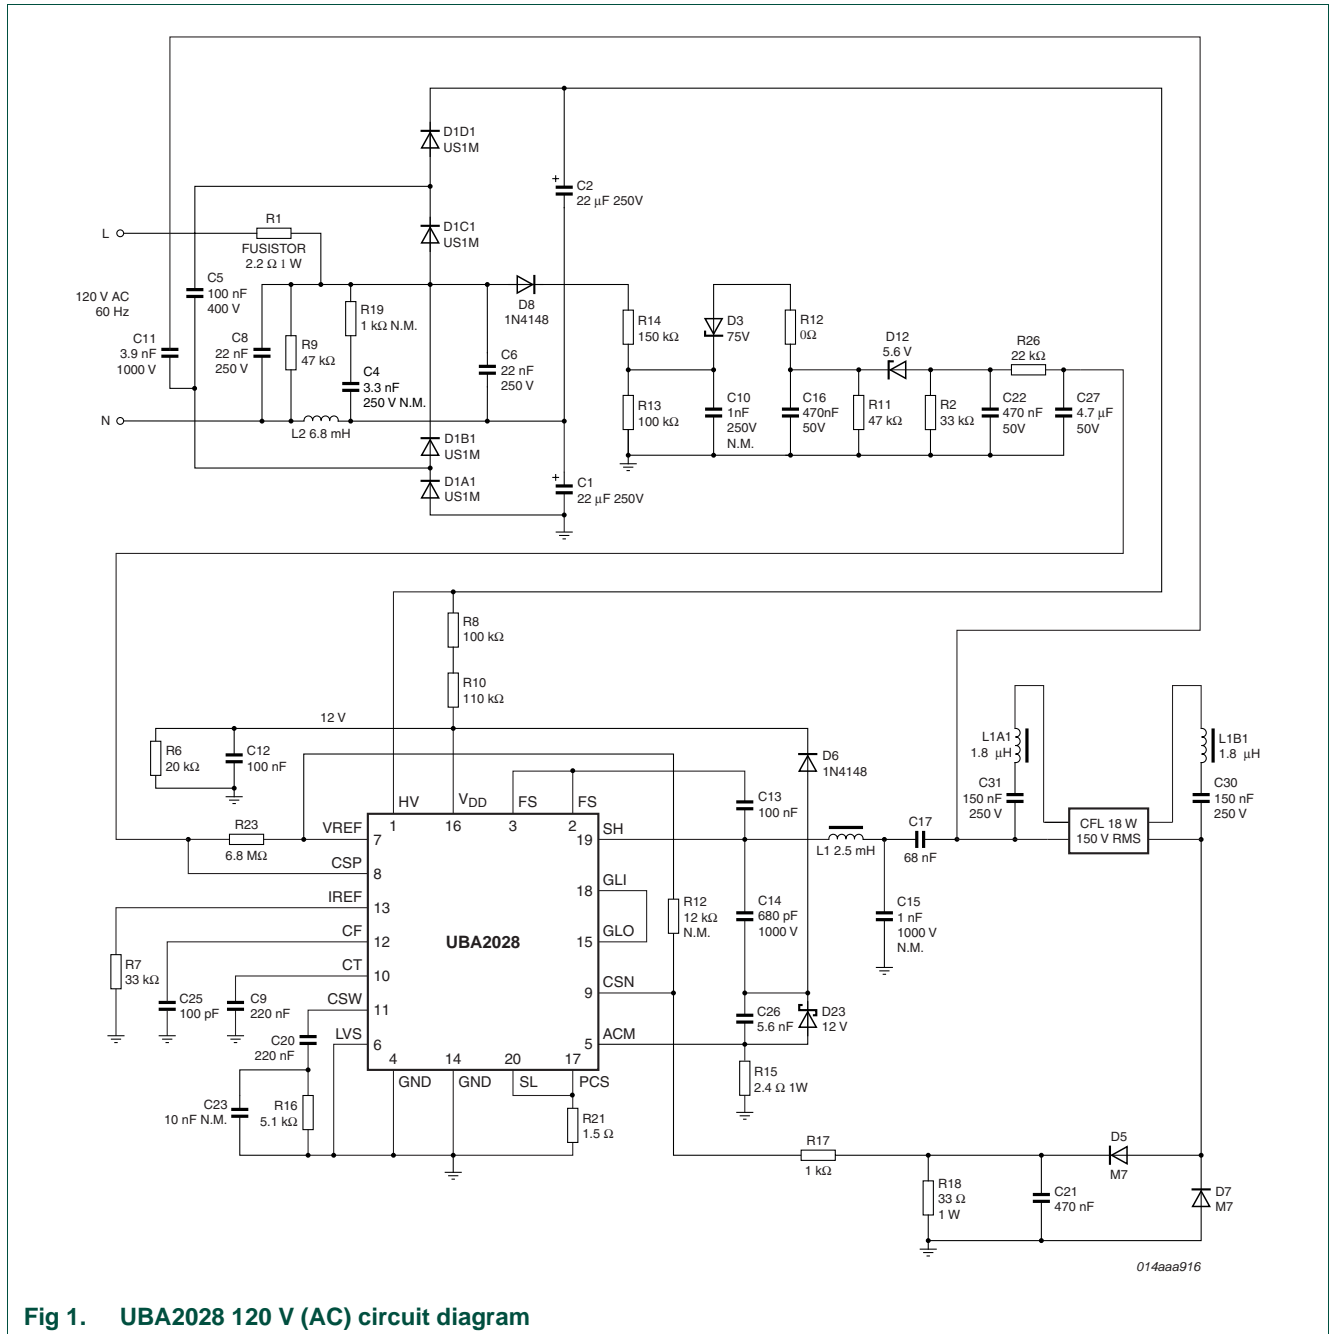 D1D1
US1M
C2
22 μF 250V
R1
L
FUSISTOR
2.2 Ω 1 W
D1C1
US1M
120 V AC
60 Hz
C5
100 nF
400 V
C11
3.9 nF
1000 V
C8
22 nF
250 V
R9
47 kΩ
R19
1 kΩ N.M.
C4
3.3 nF
250 V N.M.
C6
22 nF
250 V
D8
1N4148
R14
150 kΩ
D3
75V
R12
0Ω
D12
5.6 V
R26
22 kΩ
R13
100 kΩ
C10
1nF
250V
N.M.
C16
470nF
50V
R11
47 kΩ
R2
33 kΩ
C22
470 nF
50V
C27
4.7 μF
50V
N
L2 6.8 mH
D1B1
US1M
D1A1
US1M
C1
22 μF 250V
R8
100 kΩ
R10
110 kΩ
12 V
R6
20 kΩ
C12
100 nF
D6
1N4148
L1A1
1.8 μH
L1B1
1.8 μH
C31
150 nF
250 V
C30
150 nF
250 V
CFL 18 W
150 V RMS
C13
100 nF
HV
VDD
FS
FS
1
16
3
2
R23
6.8 MΩ
VREF
7
SH
19
L1 2.5 mH
C17
68 nF
CSP
8
GLI
18
IREF
13
R12
12 kΩ
N.M.
C14
680 pF
1000 V
C15
1 nF
1000 V
N.M.
CF
12
UBA2028
GLO
15
R7
33 kΩ
CT
10
CSN
9
C25
100 pF
C9
220 nF
CSW
11
C26
5.6 nF
D23
12 V
C20
220 nF
LVS
6
ACM
5
4
14
20
17
GND
GND
SL
PCS
R15
2.4 Ω 1W
C23
10 nF N.M.
R16
5.1 kΩ
R21
1.5 Ω
R17
1 kΩ
D5
M7
R18
33 Ω
1 W
C21
470 nF
D7
M7
014aaa916
Fig 1. UBA2028 120 V (AC) circuit diagram